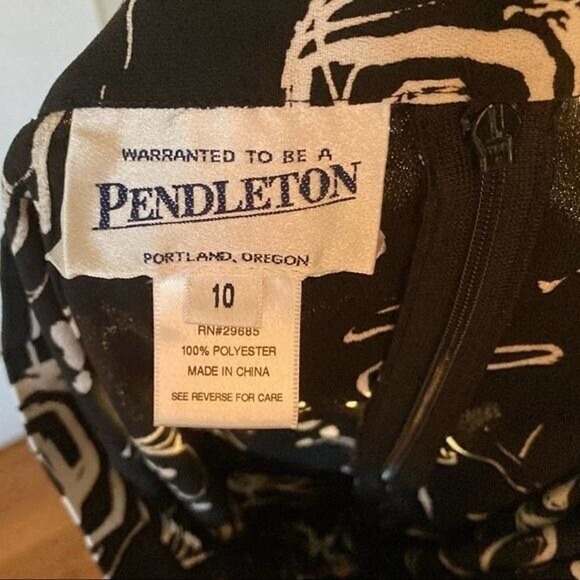 WARRANTED TO BE A
PENDLETON
PORTLAND, OREGON
10
RN#29685
100% POLYESTER
MADE IN CHINA
SEE REVERSE FOR CARE